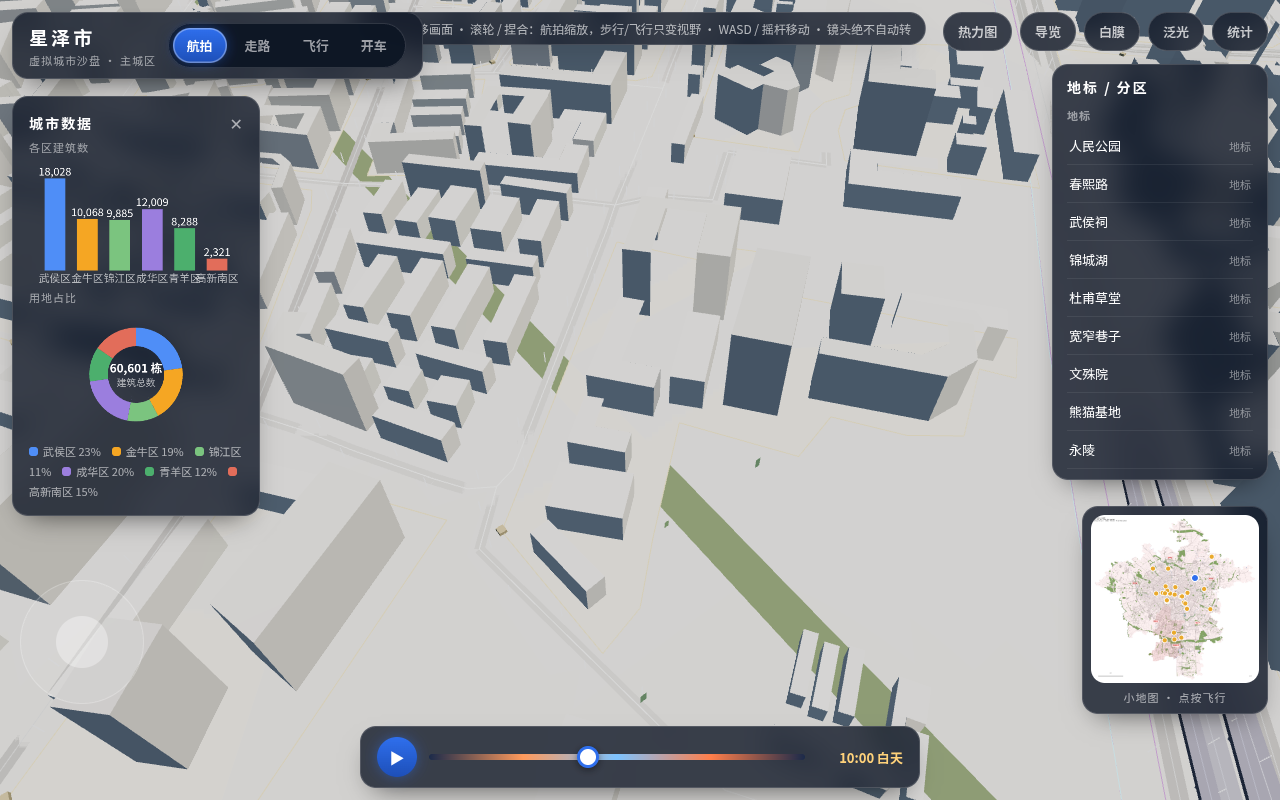 星泽市
虚拟城市沙盘 · 主城区
航拍
走路
飞行
开车
移画面 · 滚轮 / 捏合：航拍缩放，步行/飞行只变视野 · WASD / 摇杆移动 · 镜头绝不自动转
热力图
导览
白膜
泛光
统计
城市数据
×
各区建筑数
18,028
10,068
9,885
12,009
8,288
2,321
武侯区
金牛区
锦江区
成华区
青羊区
高新南区
用地占比
60,601 栋
建筑总数
武侯区 23% 金牛区 19% 锦江区
11% 成华区 20% 青羊区 12%
高新南区 15%
地标 / 分区
地标
人民公园 地标
春熙路 地标
武侯祠 地标
锦城湖 地标
杜甫草堂 地标
宽窄巷子 地标
文殊院 地标
熊猫基地 地标
永陵 地标
小地图 · 点按飞行
10:00 白天